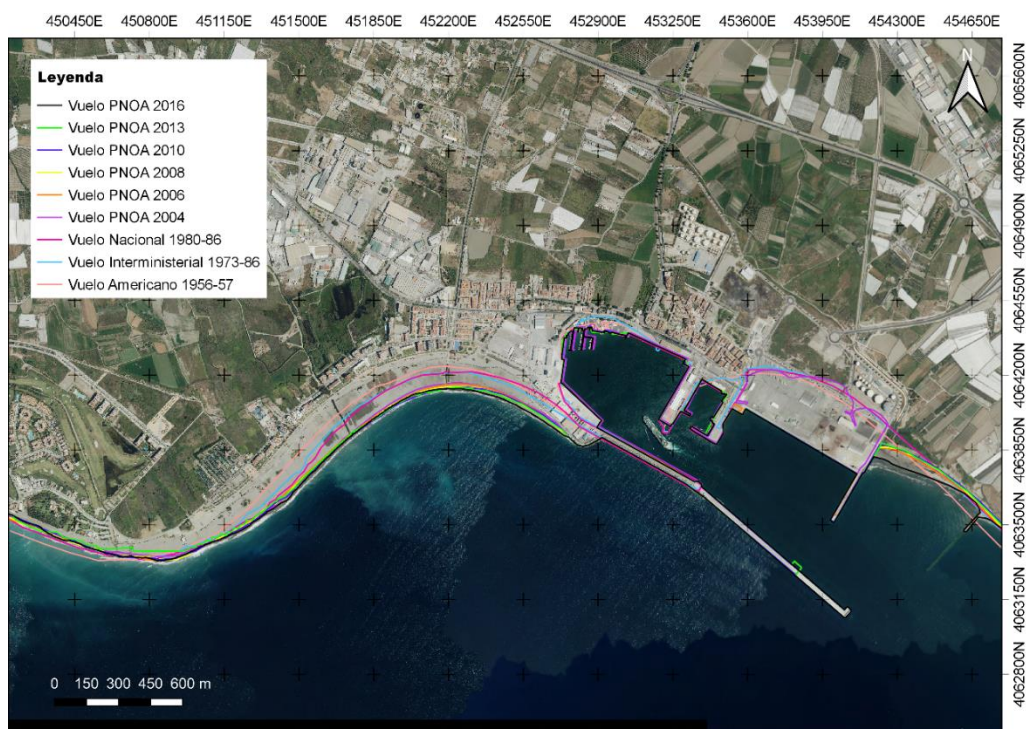 450450E 450800E 451150E 451500E 451850E 452200E 452550E 452900E 453250E 453600E 453950E 454300E 454650E
Leyenda
Vuelo PNOA 2016
Vuelo PNOA 2013
Vuelo PNOA 2010
Vuelo PNOA 2008
Vuelo PNOA 2006
Vuelo PNOA 2004
Vuelo Nacional 1980-86
Vuelo Interministerial 1973-86
Vuelo Americano 1956-57
N
4065600N
4065250N
4064900N
4064550N
4064200N
4063850N
4063500N
4063150N
4062800N
0 150 300 450 600 m